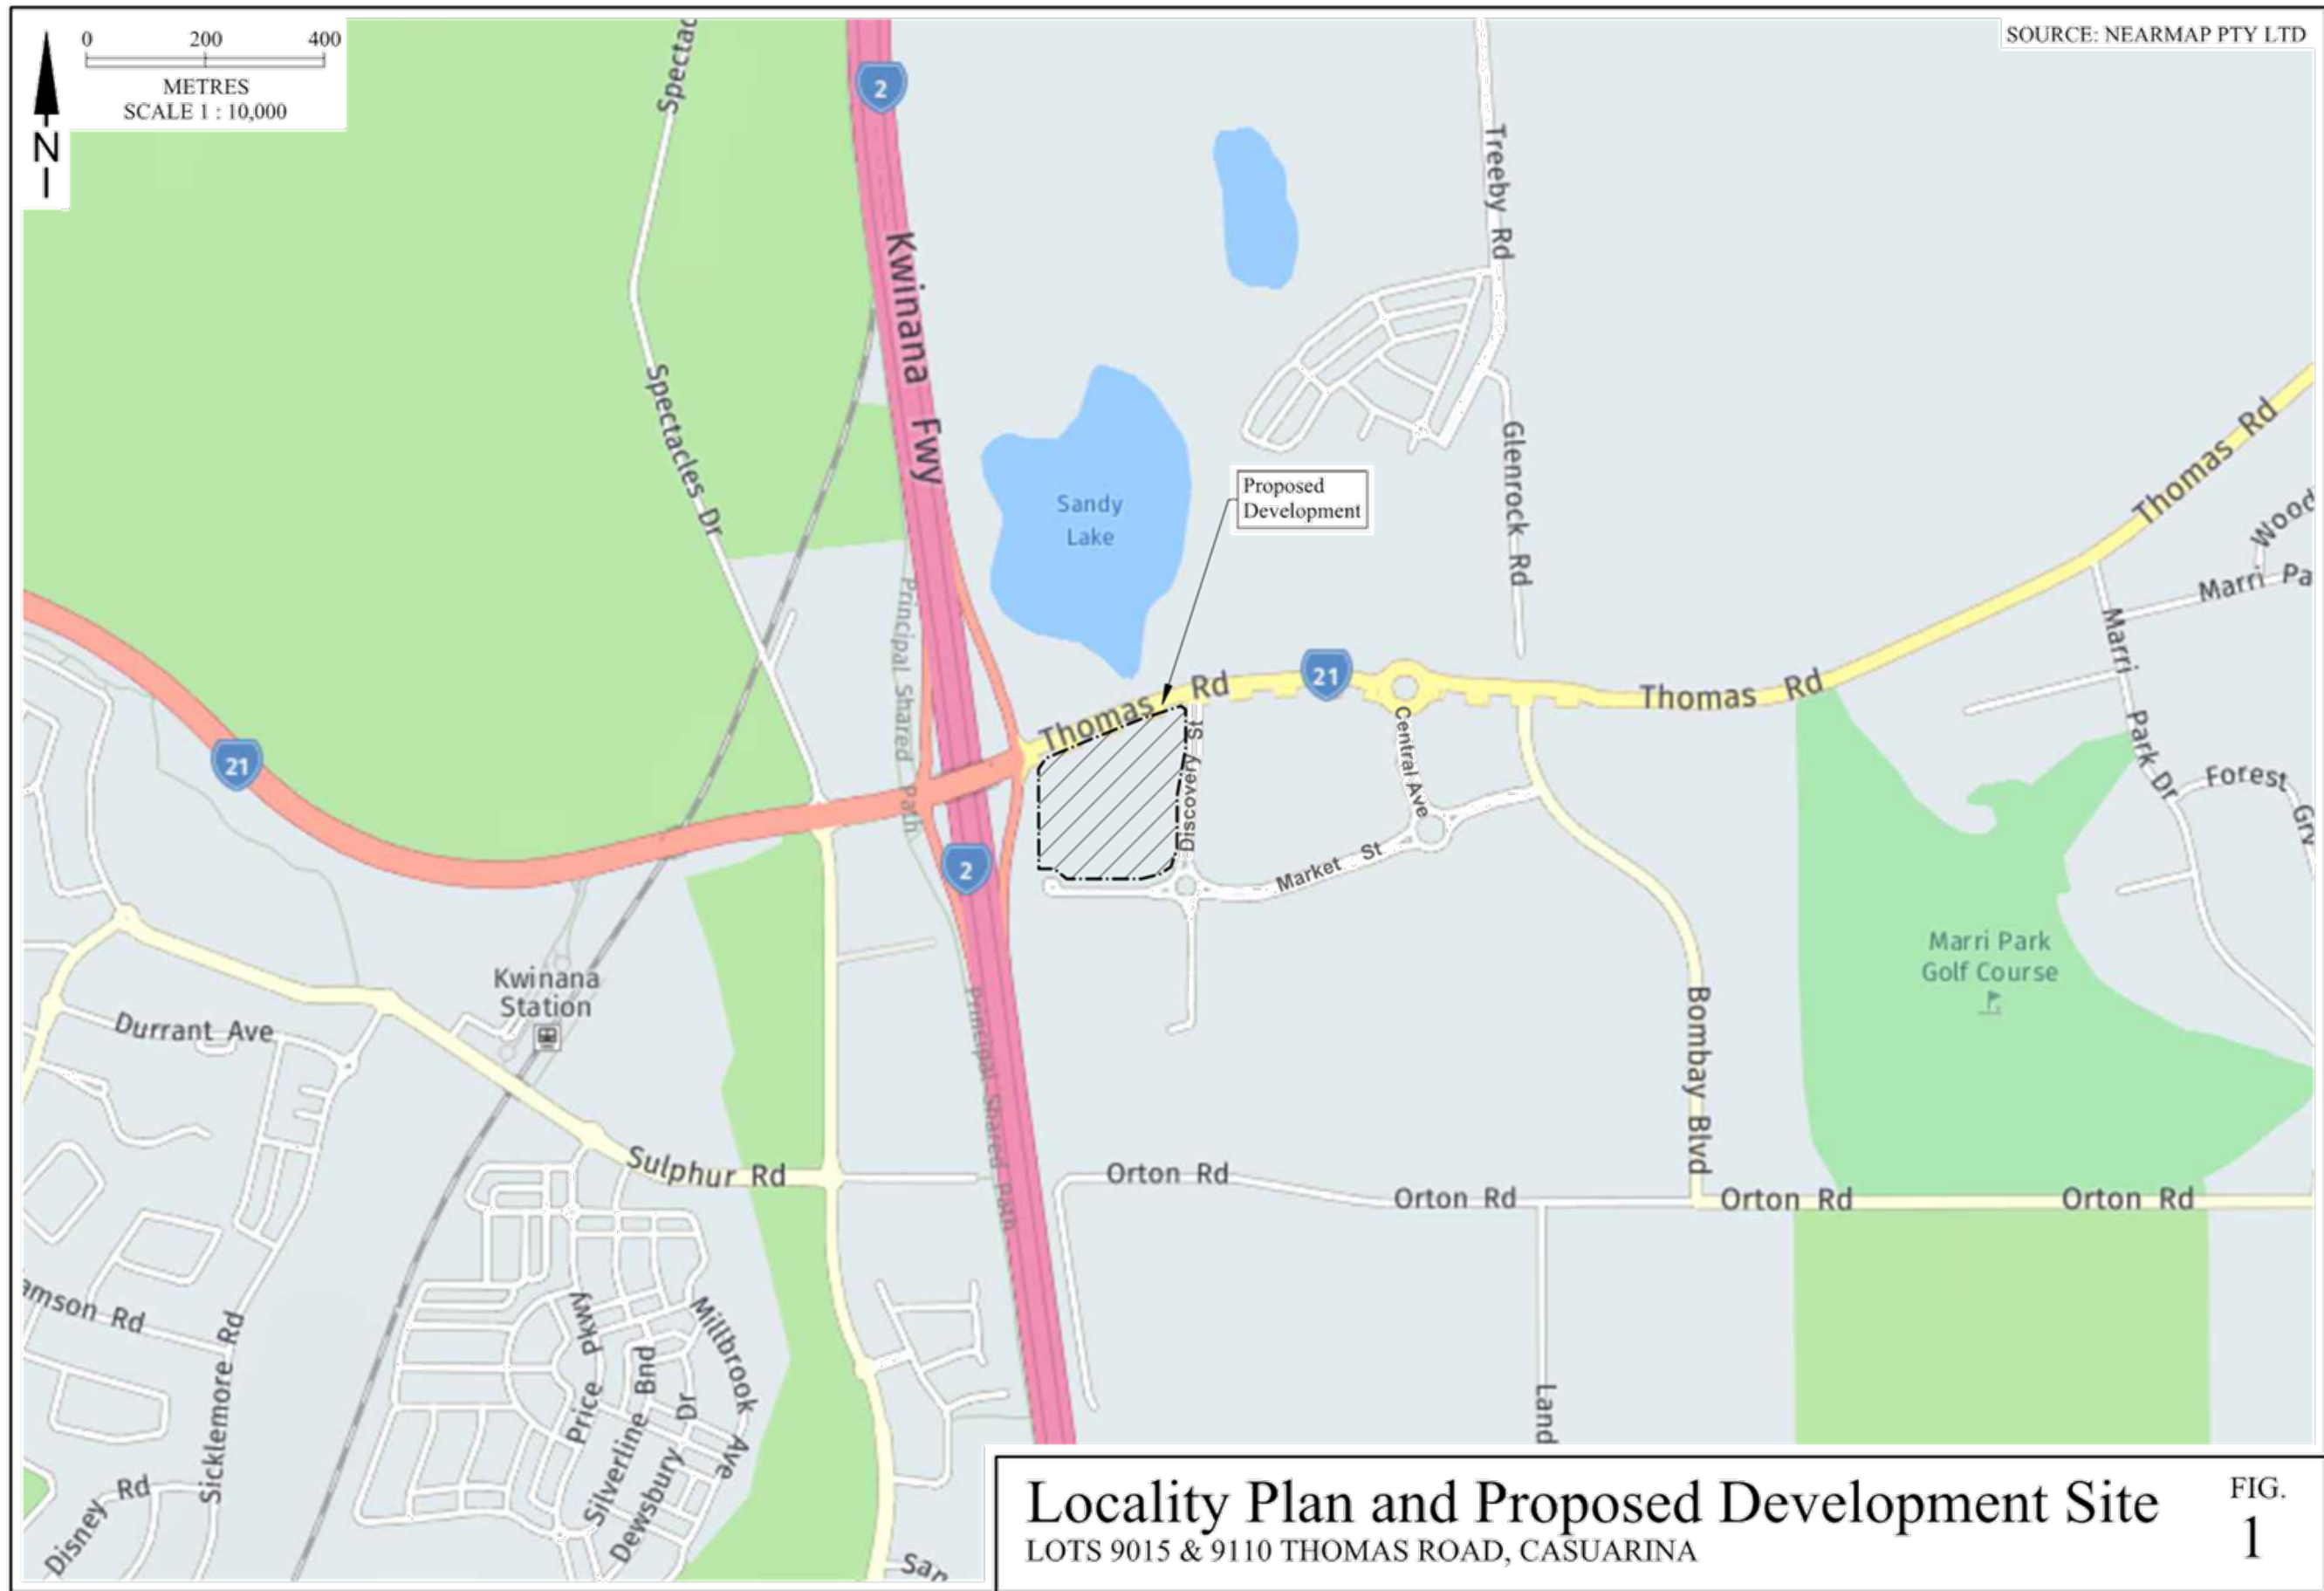 0 200 400
METRES
SCALE 1 : 10,000
N
SOURCE: NEARMAP PTY LTD
2
Kwinana Fwy
Spectacles Dr
Treeby Rd
Glenrock Rd
Sandy
Lake
Proposed
Development
Thomas Rd
Marri
Principal Shared Path
Thomas Rd
21
Thomas Rd
Marri Park Dr
Forest
21
Discovery St
Central Ave
Market St
2
Marri Park
Golf Course
Kwinana
Station
Durrant Ave
Principal Shared Path
Bombay Blvd
Sulphur Rd
Orton Rd
Orton Rd
Orton Rd
Orton Rd
Sicklemore Rd
Price Pkwy
Silverline Bnd
Dewsbury Dr
Millbrook Ave
Land
Disney Rd
Locality Plan and Proposed Development Site
LOTS 9015 & 9110 THOMAS ROAD, CASUARINA
FIG.
1